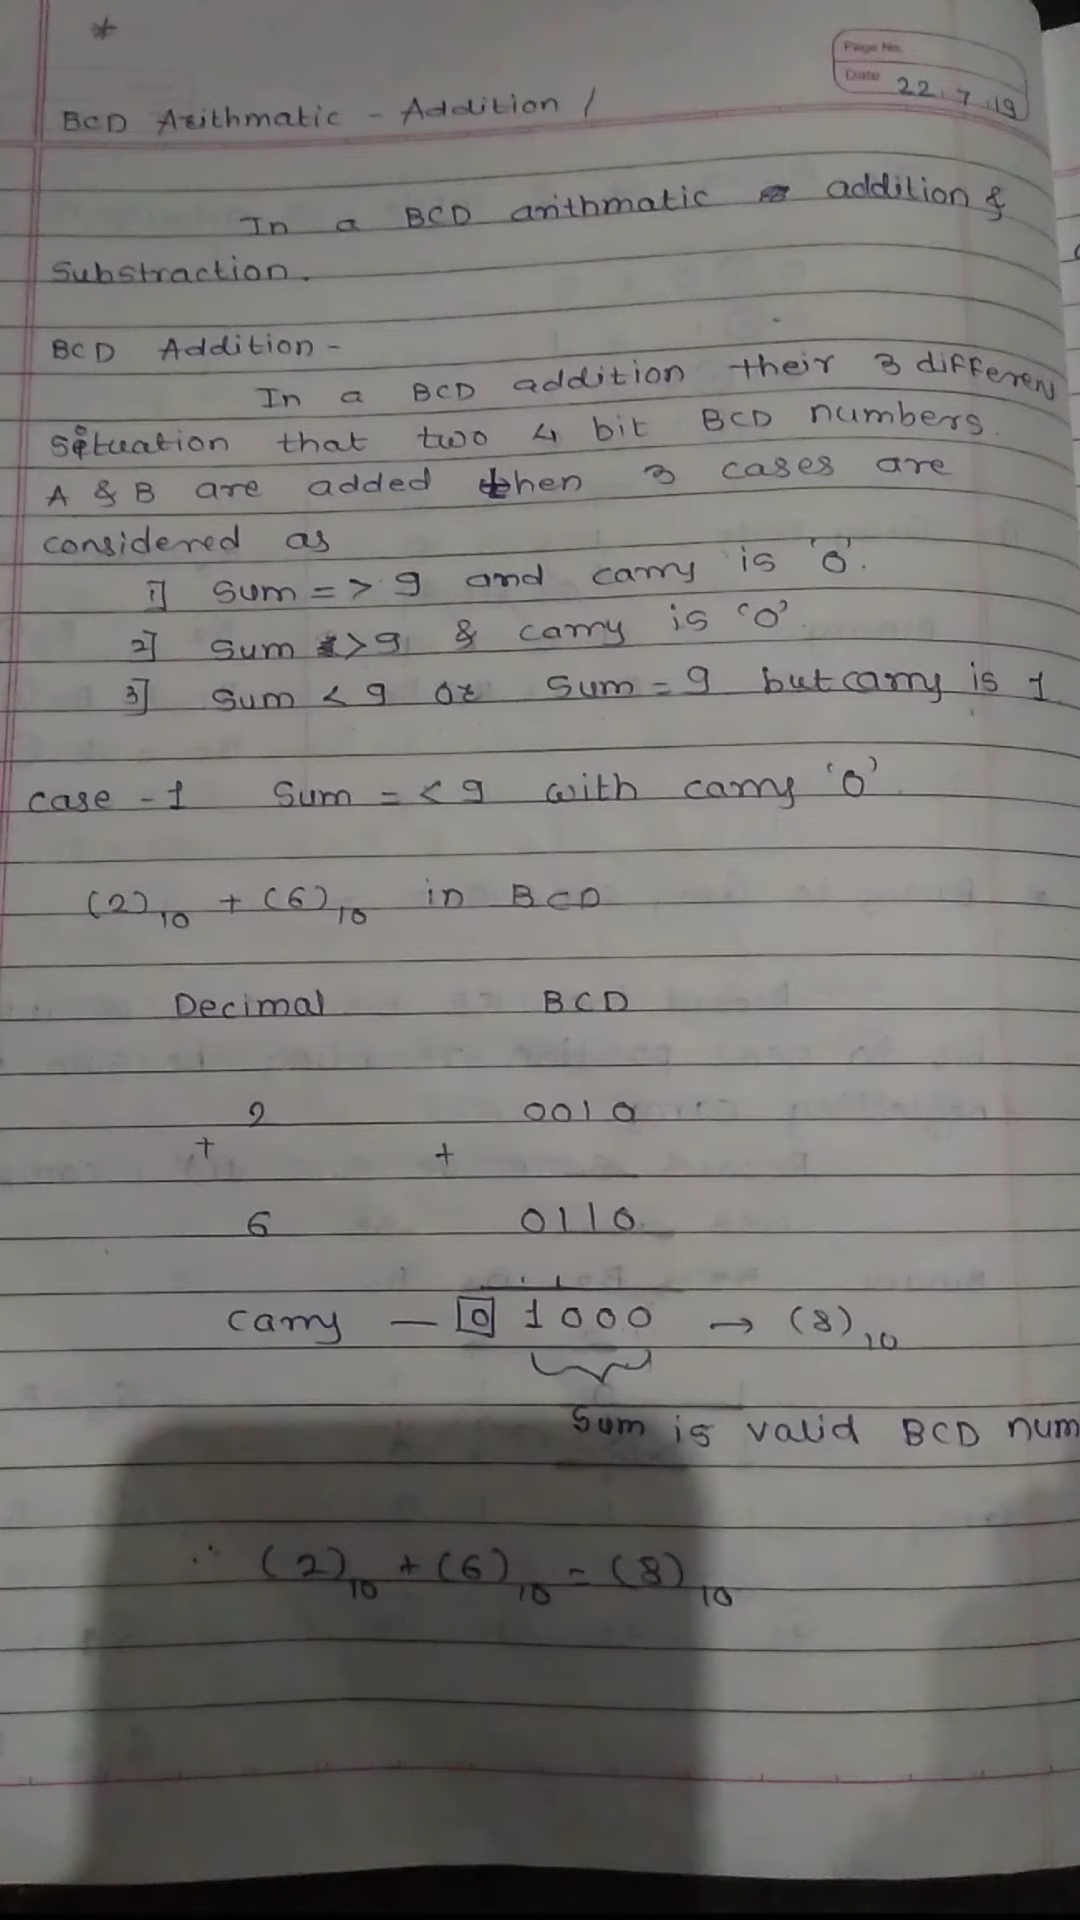 *
Page No.
Date 22.7.19
BCD Arithmatic - Addition /
In a BCD arithmatic addition &
Substraction.
BCD Addition -
In a BCD addition their 3 differen
situation that two 4 bit BCD numbers.
A & B are added then 3 cases are
considered as
1] Sum = > 9 and carry is '0'.
2] Sum > 9 & carry is '0'
3] Sum < 9 or Sum = 9 but carry is 1
case - 1 Sum = < 9 with carry '0'
(2)10 + (6)10 in BCD
Decimal BCD
2 0010
+ +
6 0110
Carry — 0 1000 → (8)10
Sum is valid BCD num
∴ (2)10 + (6)10 = (8)10